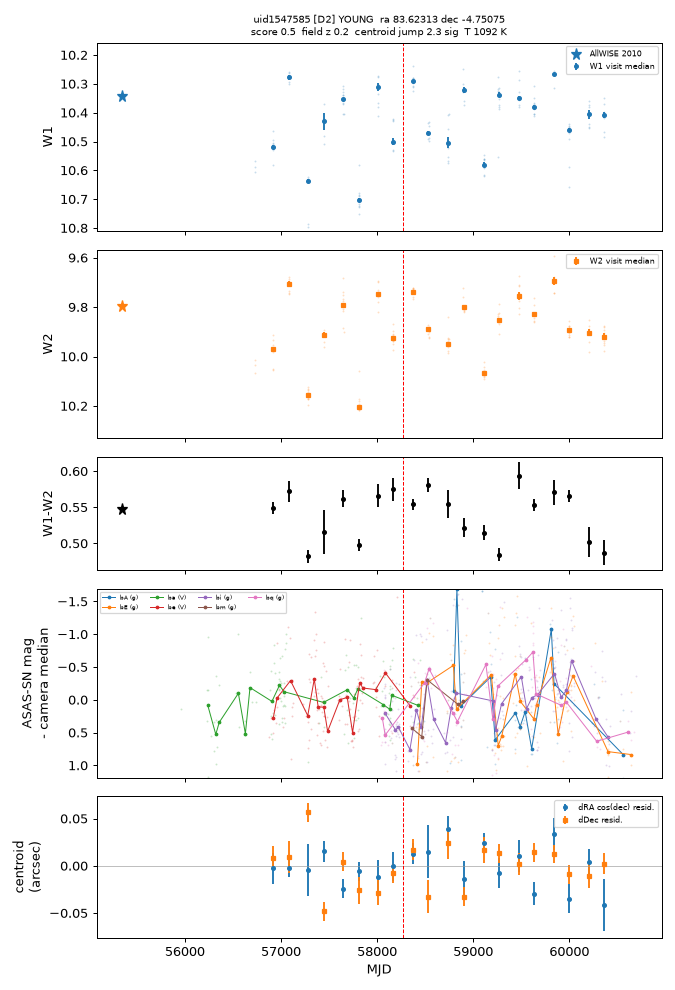 uid1547585 [D2] YOUNG ra 83.62313 dec -4.75075
score 0.5 field z 0.2 centroid jump 2.3 sig T 1092 K
10.2
10.3
10.4
10.5
10.6
10.7
10.8
W1
AllWISE 2010
W1 visit median
9.6
9.8
10.0
10.2
W2
W2 visit median
0.60
0.55
0.50
W1-W2
−1.5
−1.0
−0.5
0.0
0.5
1.0
ASAS-SN mag
- camera median
bA (g)
bE (g)
ba (V)
be (V)
bi (g)
bm (g)
bq (g)
0.05
0.00
−0.05
centroid
(arcsec)
dRA cos(dec) resid.
dDec resid.
56000
57000
58000
59000
60000
MJD